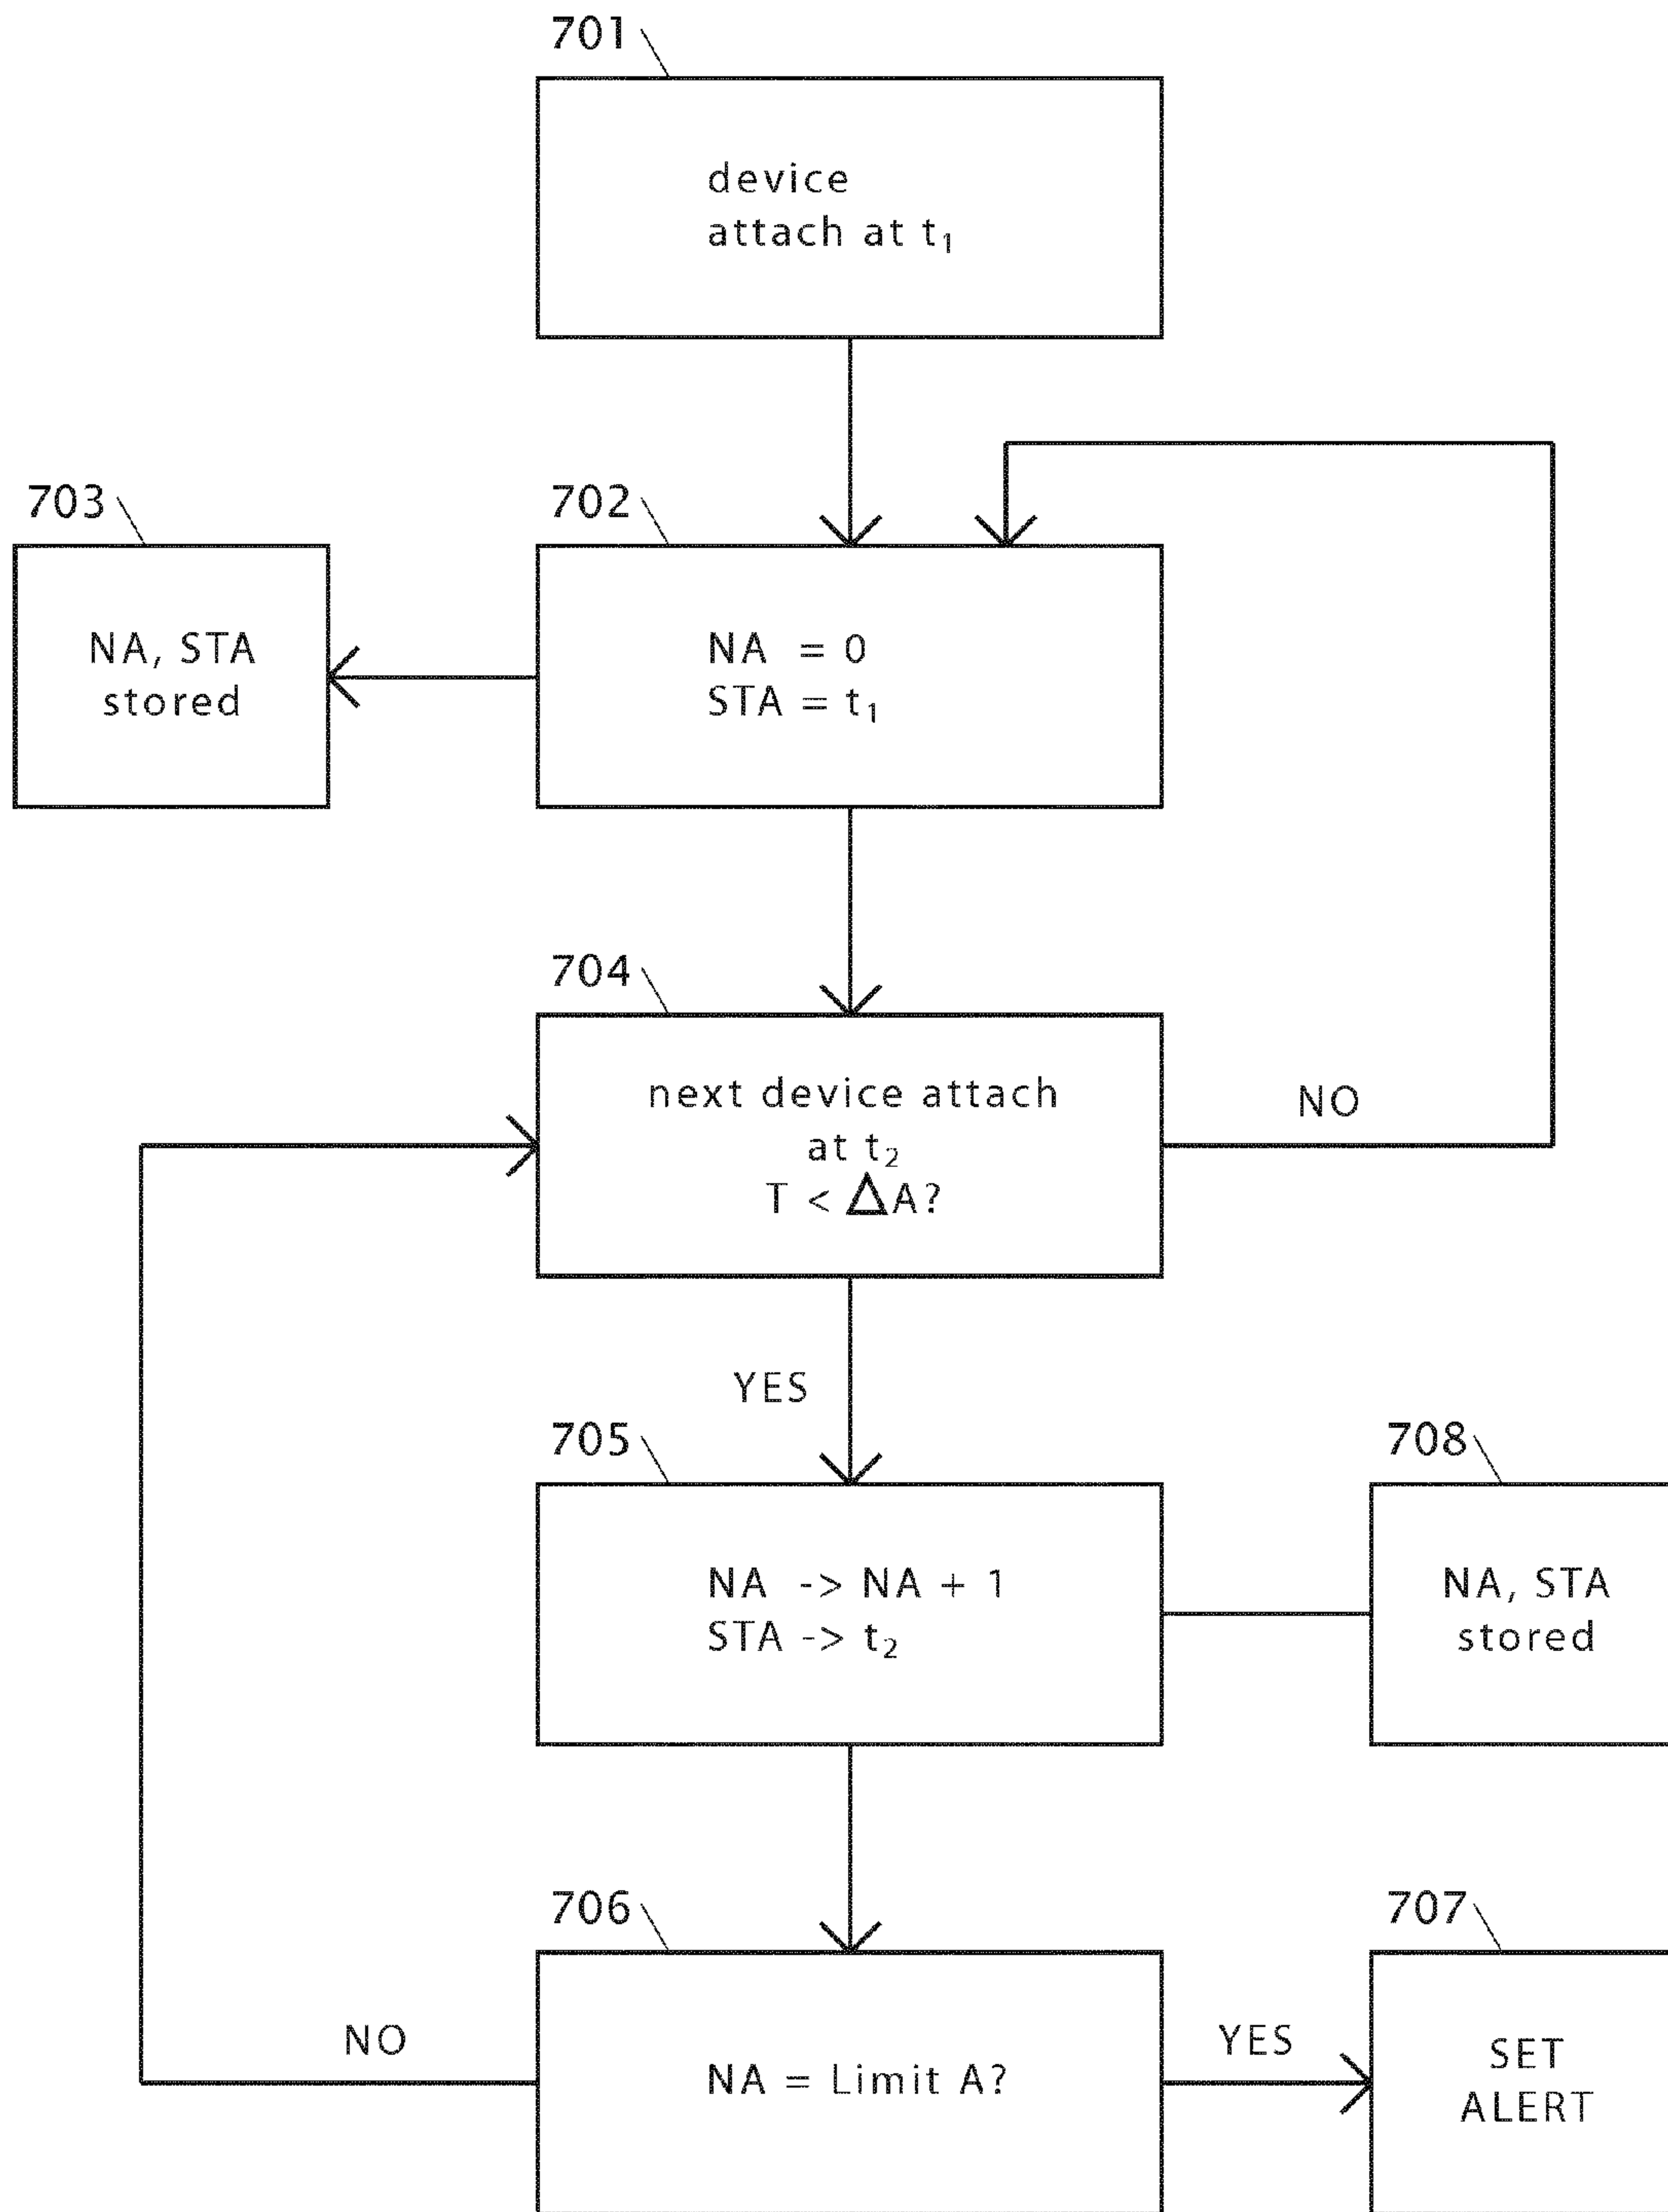 701
device
attach at t₁
703
702
NA, STA
stored
NA = 0
STA = t₁
704
next device attach
at t₂
T < ΔA?
NO
YES
705
708
NA -> NA + 1
STA -> t₂
NA, STA
stored
706
707
NO
NA = Limit A?
YES
SET
ALERT